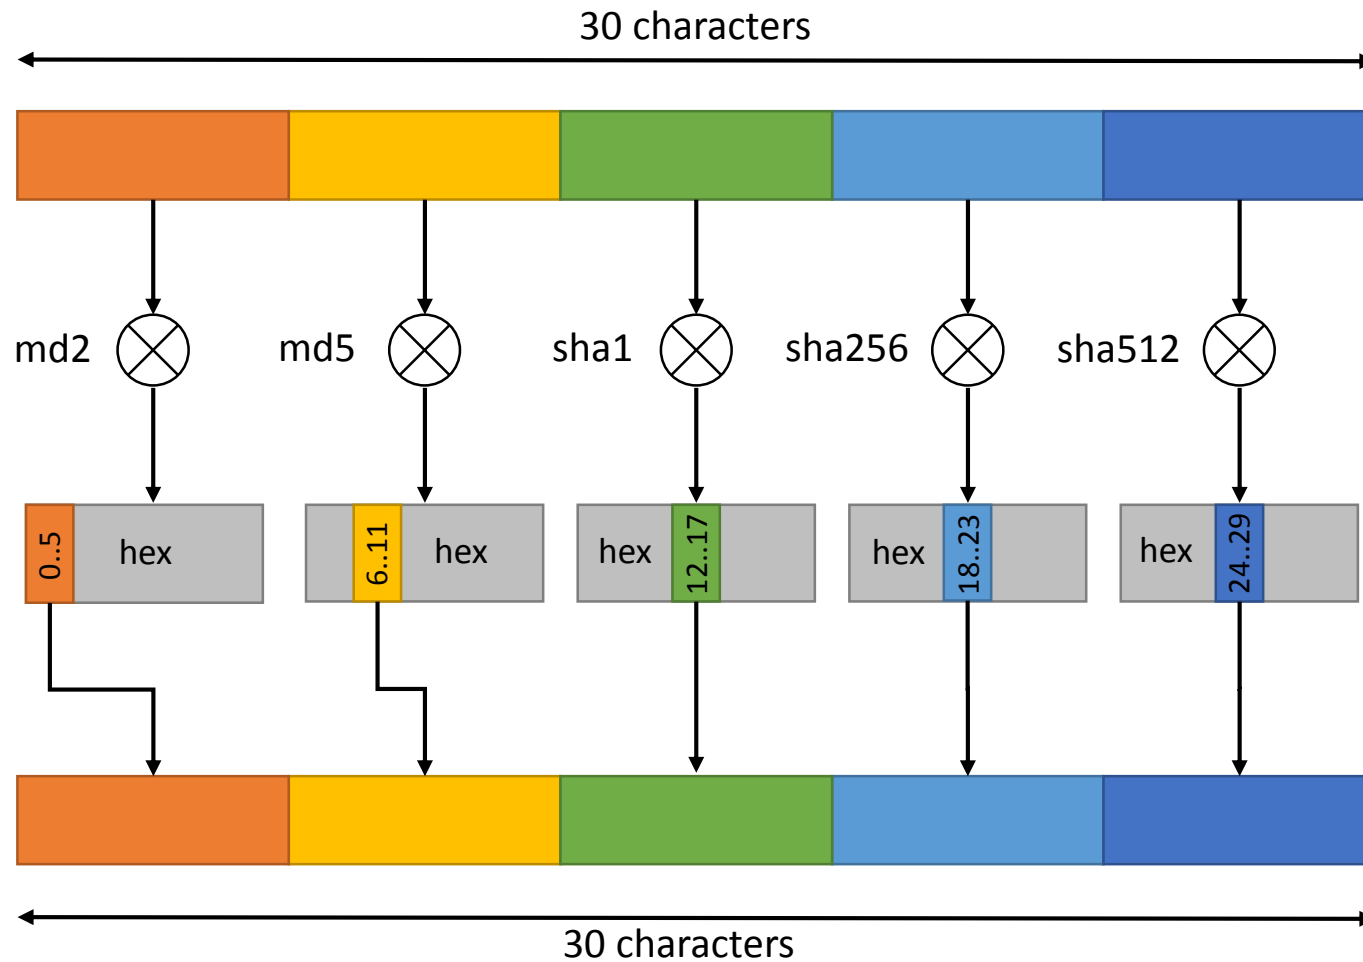 30 characters
md2
md5
sha1
sha256
sha512
0..5
hex
6..11
hex
hex
12..17
hex
18..23
hex
24..29
30 characters